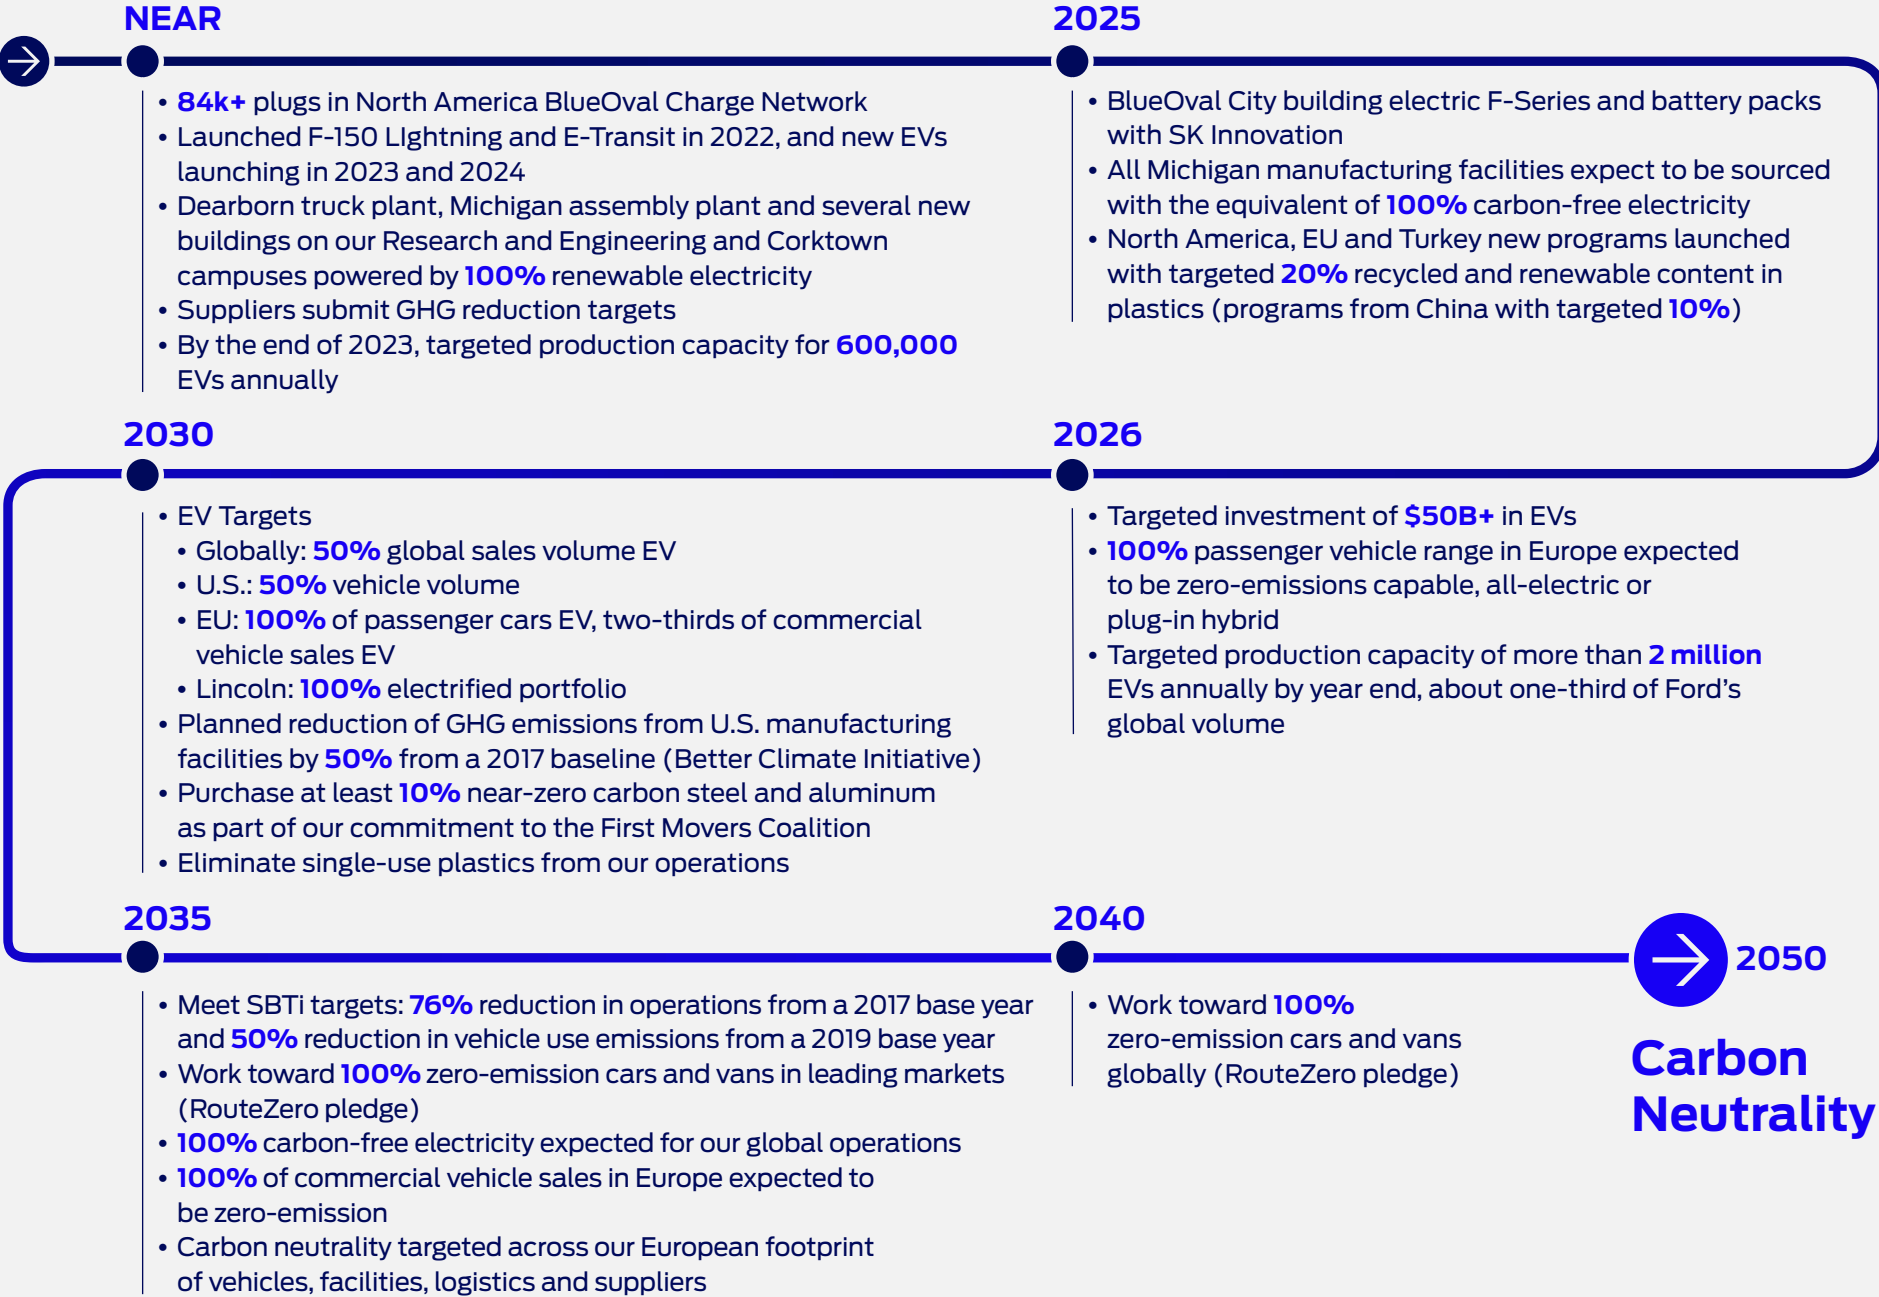 NEAR
• 84k+ plugs in North America BlueOval Charge Network
• Launched F-150 LIghtning and E-Transit in 2022, and new EVs
launching in 2023 and 2024
• Dearborn truck plant, Michigan assembly plant and several new
buildings on our Research and Engineering and Corktown
campuses powered by 100% renewable electricity
• Suppliers submit GHG reduction targets
• By the end of 2023, targeted production capacity for 600,000
EVs annually
2025
• BlueOval City building electric F-Series and battery packs
with SK Innovation
• All Michigan manufacturing facilities expect to be sourced
with the equivalent of 100% carbon-free electricity
• North America, EU and Turkey new programs launched
with targeted 20% recycled and renewable content in
plastics (programs from China with targeted 10%)
2026
• Targeted investment of $50B+ in EVs
• 100% passenger vehicle range in Europe expected
to be zero-emissions capable, all-electric or
plug-in hybrid
• Targeted production capacity of more than 2 million
EVs annually by year end, about one-third of Ford’s
global volume
2030
• EV Targets
• Globally: 50% global sales volume EV
• U.S.: 50% vehicle volume
• EU: 100% of passenger cars EV, two-thirds of commercial
vehicle sales EV
• Lincoln: 100% electrified portfolio
• Planned reduction of GHG emissions from U.S. manufacturing
facilities by 50% from a 2017 baseline (Better Climate Initiative)
• Purchase at least 10% near-zero carbon steel and aluminum
as part of our commitment to the First Movers Coalition
• Eliminate single-use plastics from our operations
2035
• Meet SBTi targets: 76% reduction in operations from a 2017 base year
and 50% reduction in vehicle use emissions from a 2019 base year
• Work toward 100% zero-emission cars and vans in leading markets
(RouteZero pledge)
• 100% carbon-free electricity expected for our global operations
• 100% of commercial vehicle sales in Europe expected to
be zero-emission
• Carbon neutrality targeted across our European footprint
of vehicles, facilities, logistics and suppliers
2040
• Work toward 100%
zero-emission cars and vans
globally (RouteZero pledge)
2050
Carbon
Neutrality